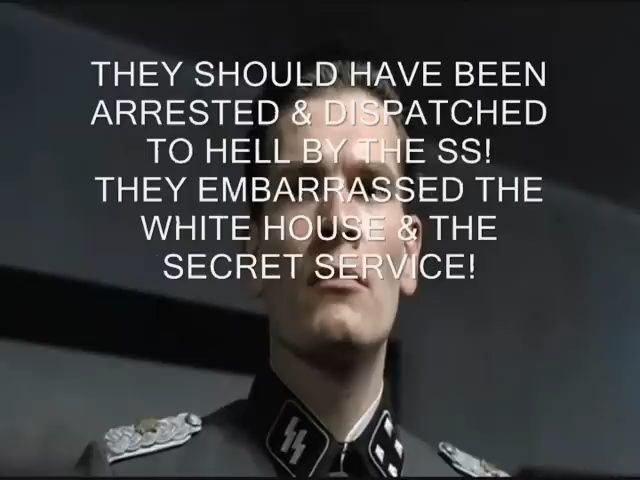 THEY SHOULD HAVE BEEN
ARRESTED & DISPATCHED
TO HELL BY THE SS!
THEY EMBARRASSED THE
WHITE HOUSE & THE
SECRET SERVICE!